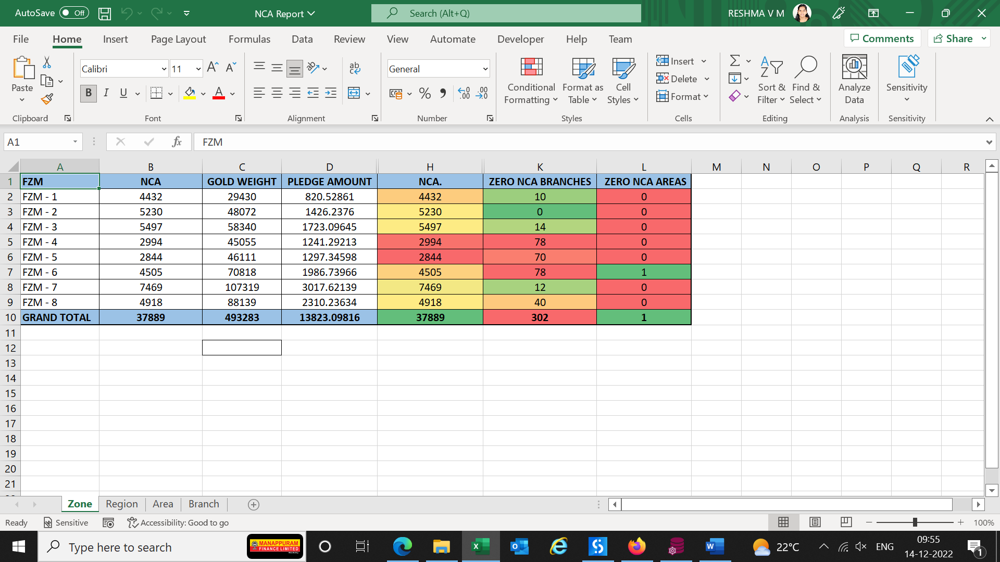 AutoSave Off NCA Report Search (Alt+Q) RESHMA V M
File Home Insert Page Layout Formulas Data Review View Automate Developer Help Team Comments Share
Paste Calibri 11 General Conditional Formatting Format as Table Cell Styles Insert Delete Format Sort & Filter Find & Select Analyze Data Sensitivity
Clipboard Font Alignment Number Styles Cells Editing Analysis Sensitivity
A1 fx FZM
A B C D H K L M N O P Q R
1 FZM NCA GOLD WEIGHT PLEDGE AMOUNT NCA. ZERO NCA BRANCHES ZERO NCA AREAS
2 FZM - 1 4432 29430 820.52861 4432 10 0
3 FZM - 2 5230 48072 1426.2376 5230 0 0
4 FZM - 3 5497 58340 1723.09645 5497 14 0
5 FZM - 4 2994 45055 1241.29213 2994 78 0
6 FZM - 5 2844 46111 1297.34598 2844 70 0
7 FZM - 6 4505 70818 1986.73966 4505 78 1
8 FZM - 7 7469 107319 3017.62139 7469 12 0
9 FZM - 8 4918 88139 2310.23634 4918 40 0
10 GRAND TOTAL 37889 493283 13823.09816 37889 302 1
11
12
13
14
15
16
17
18
19
20
21
Zone Region Area Branch
Ready Sensitive Accessibility: Good to go 100%
Type here to search MANAPPURAM FINANCE LIMITED 22°C ENG 09:55
14-12-2022 1